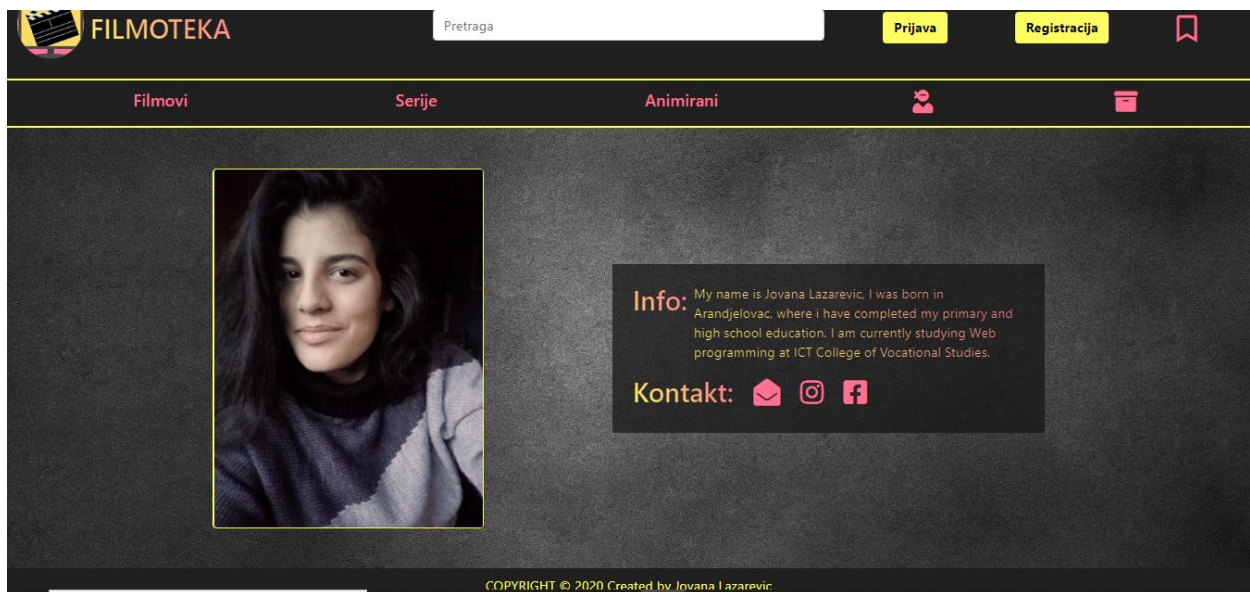 FILMOTEKA
Pretraga
Prijava
Registracija
Filmovi
Serije
Animirani
Info:
My name is Jovana Lazarevic, I was born in
Arandjelovac, where i have completed my primary and
high school education. I am currently studying Web
programming at ICT College of Vocational Studies.
Kontakt:
COPYRIGHT © 2020 Created by Jovana Lazarevic